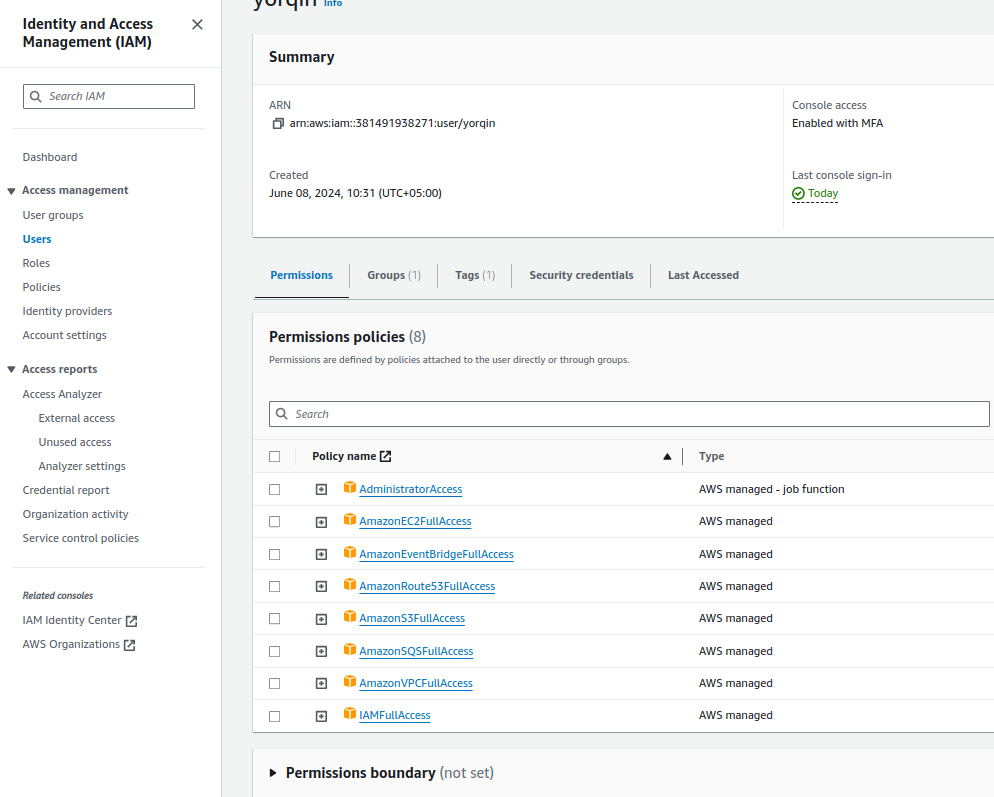 yorqin Info
Identity and Access
Management (IAM)
Search IAM
Dashboard
Access management
User groups
Users
Roles
Policies
Identity providers
Account settings
Access reports
Access Analyzer
External access
Unused access
Analyzer settings
Credential report
Organization activity
Service control policies
Related consoles
IAM Identity Center
AWS Organizations
Summary
ARN
arn:aws:iam::381491938271:user/yorqin
Console access
Enabled with MFA
Created
June 08, 2024, 10:31 (UTC+05:00)
Last console sign-in
Today
Permissions
Groups (1)
Tags (1)
Security credentials
Last Accessed
Permissions policies (8)
Permissions are defined by policies attached to the user directly or through groups.
Search
Policy name
Type
AdministratorAccess
AWS managed - job function
AmazonEC2FullAccess
AWS managed
AmazonEventBridgeFullAccess
AWS managed
AmazonRoute53FullAccess
AWS managed
AmazonS3FullAccess
AWS managed
AmazonSQSFullAccess
AWS managed
AmazonVPCFullAccess
AWS managed
IAMFullAccess
AWS managed
Permissions boundary (not set)